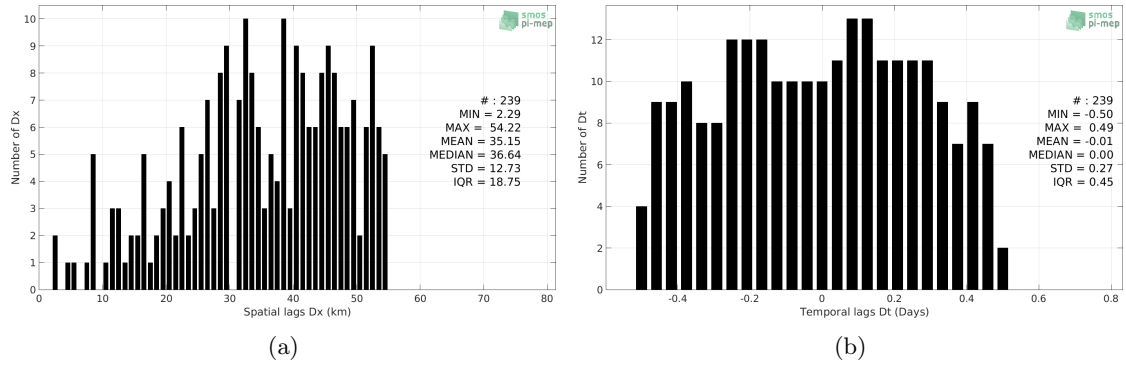 10
9
8
7
6
5
4
3
2
1
0
Number of Dx
0 10 20 30 40 50 60 70 80
Spatial lags Dx (km)
smos
pi-mep
# : 239
MIN = 2.29
MAX = 54.22
MEAN = 35.15
MEDIAN = 36.64
STD = 12.73
IQR = 18.75
(a)
12
10
8
6
4
2
0
Number of Dt
-0.4 -0.2 0 0.2 0.4 0.6 0.8
Temporal lags Dt (Days)
smos
pi-mep
# : 239
MIN = -0.50
MAX = 0.49
MEAN = -0.01
MEDIAN = 0.00
STD = 0.27
IQR = 0.45
(b)